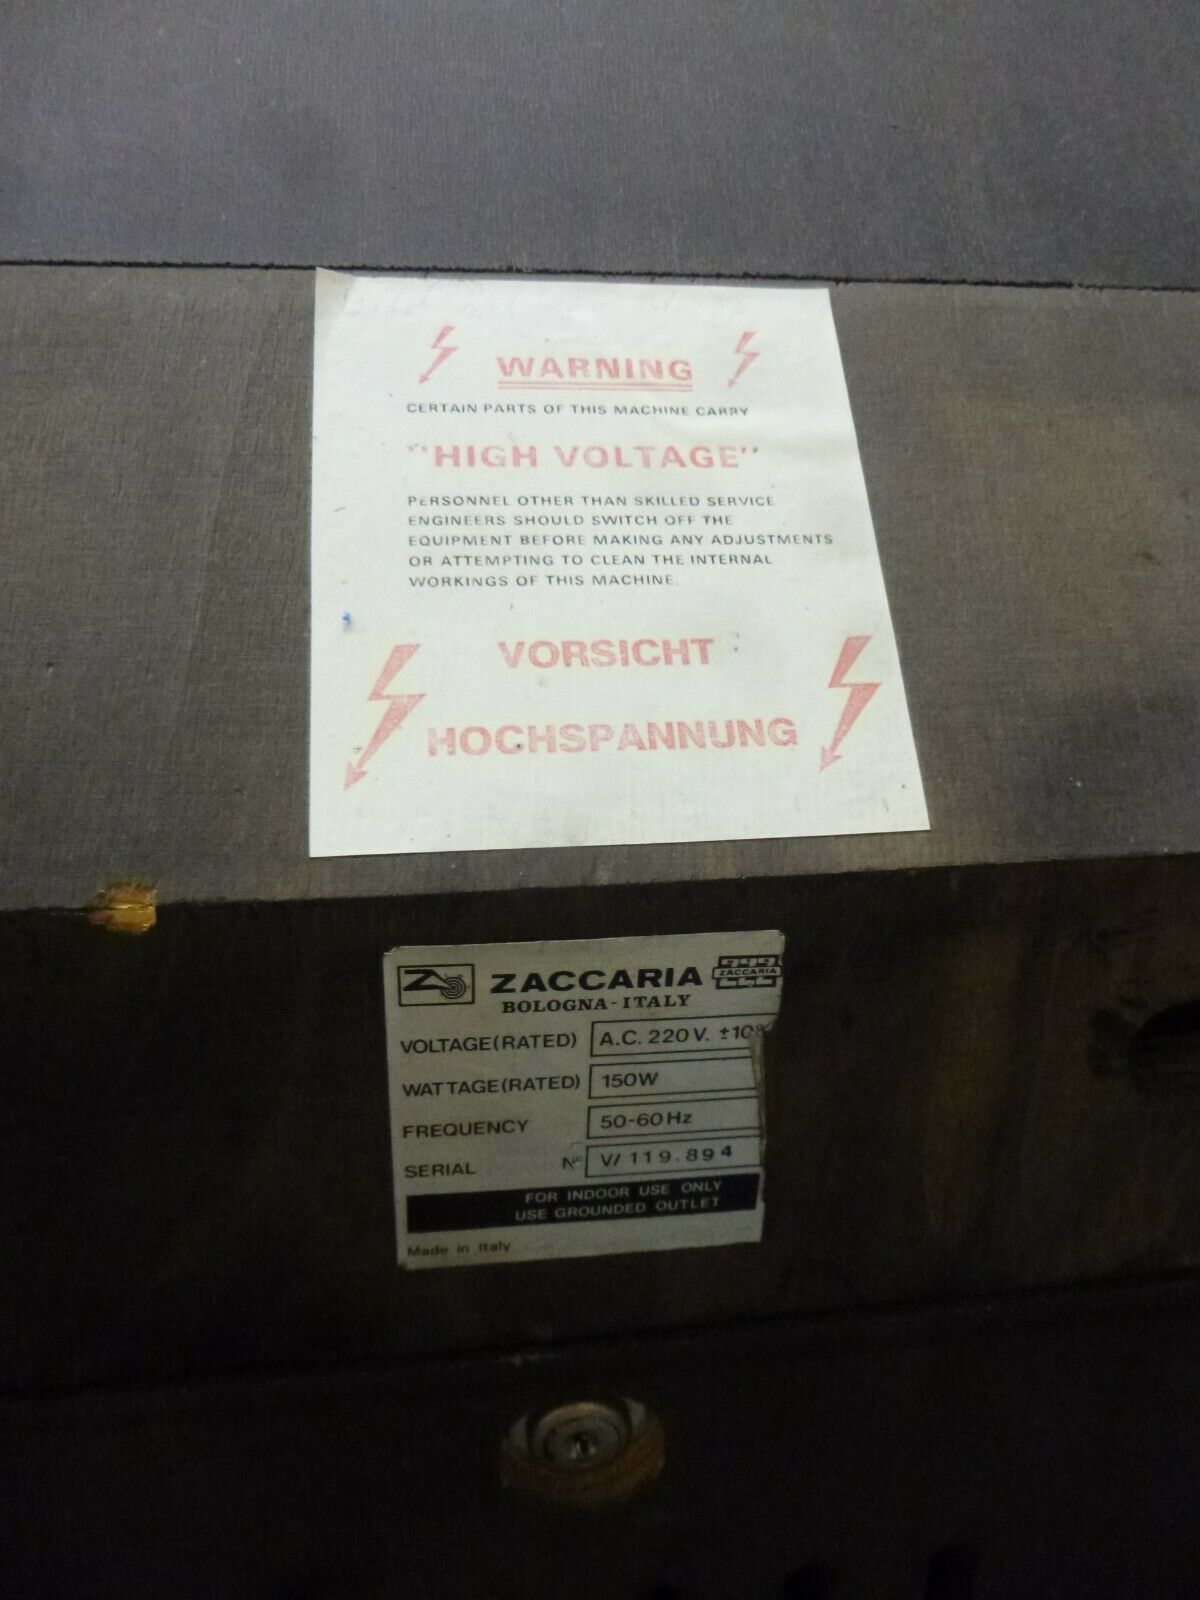 WARNING
CERTAIN PARTS OF THIS MACHINE CARRY
"HIGH VOLTAGE"
PERSONNEL OTHER THAN SKILLED SERVICE
ENGINEERS SHOULD SWITCH OFF THE
EQUIPMENT BEFORE MAKING ANY ADJUSTMENTS
OR ATTEMPTING TO CLEAN THE INTERNAL
WORKINGS OF THIS MACHINE.
VORSICHT
HOCHSPANNUNG
ZACCARIA ZACCARIA
BOLOGNA-ITALY
VOLTAGE(RATED) A.C. 220 V. ±10%
WATTAGE(RATED) 150W
FREQUENCY 50-60Hz
SERIAL Nº V/ 119.894
FOR INDOOR USE ONLY
USE GROUNDED OUTLET
Made in Italy